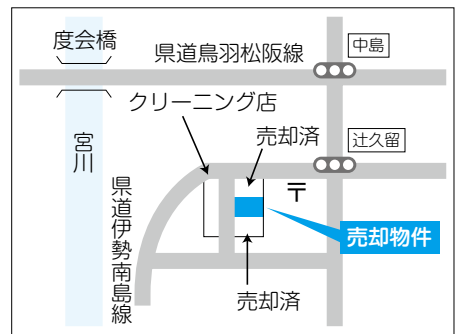 度会橋
県道鳥羽松阪線
中島
クリーニング店
宮川
売却済
辻久留
〒
県道伊勢南島線
売却物件
売却済